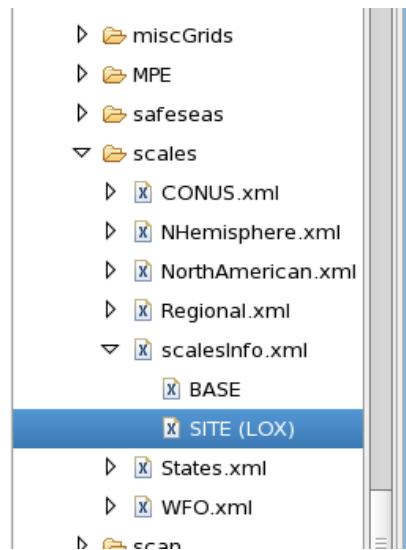 miscGrids
MPE
safeseas
scales
CONUS.xml
NHemisphere.xml
NorthAmerican.xml
Regional.xml
scalesInfo.xml
BASE
SITE (LOX)
States.xml
WFO.xml
scan